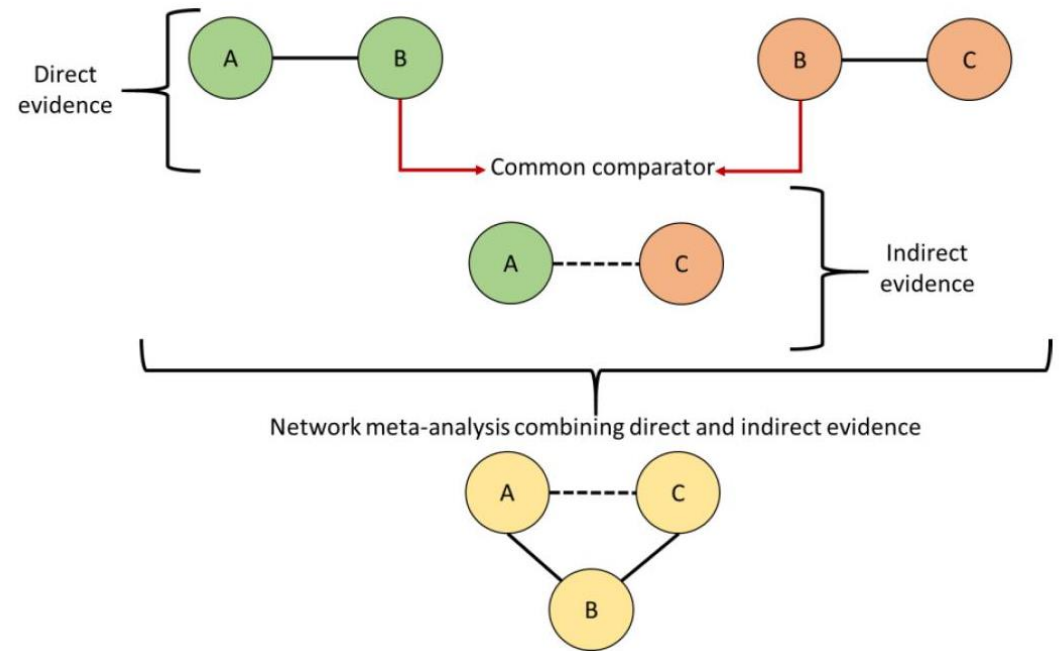 A
B
B
C
Direct
evidence
Common comparator
A
C
Indirect
evidence
Network meta-analysis combining direct and indirect evidence
A
C
B